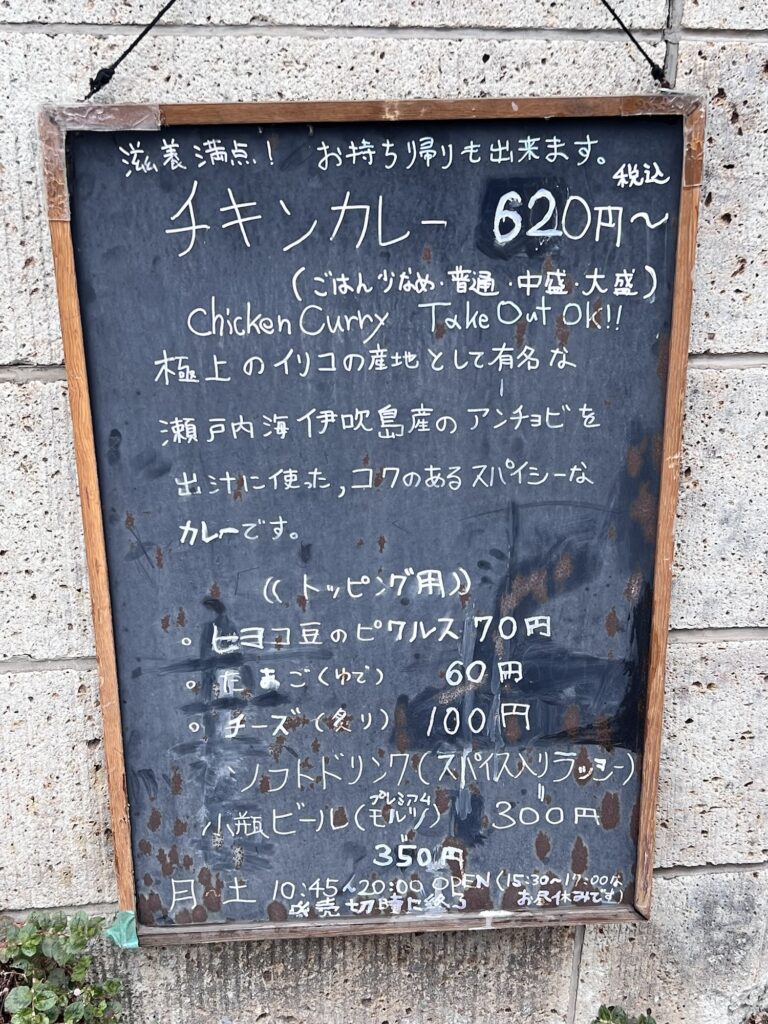 滋養満点! お持ち帰りも出来ます。
税込
チキンカレー 620円〜
(ごはん少なめ・普通・中盛・大盛)
Chicken Curry Take Out OK!!
極上のイリコの産地として有名な
瀬戸内海伊吹島産のアンチョビを
出汁に使った,コクのあるスパイシーな
カレーです。
((トッピング用))
。ヒヨコ豆のピクルス 70円
。たまご(ゆで) 60円
。チーズ(炙り) 100円
ソフトドリンク(スパイス入りラッシー)
小瓶ビール(プレミアムモルツ) 300円
350円
月〜土 10:45〜20:00 OPEN (15:30〜17:00は
お昼休みです)
※売切時に終る